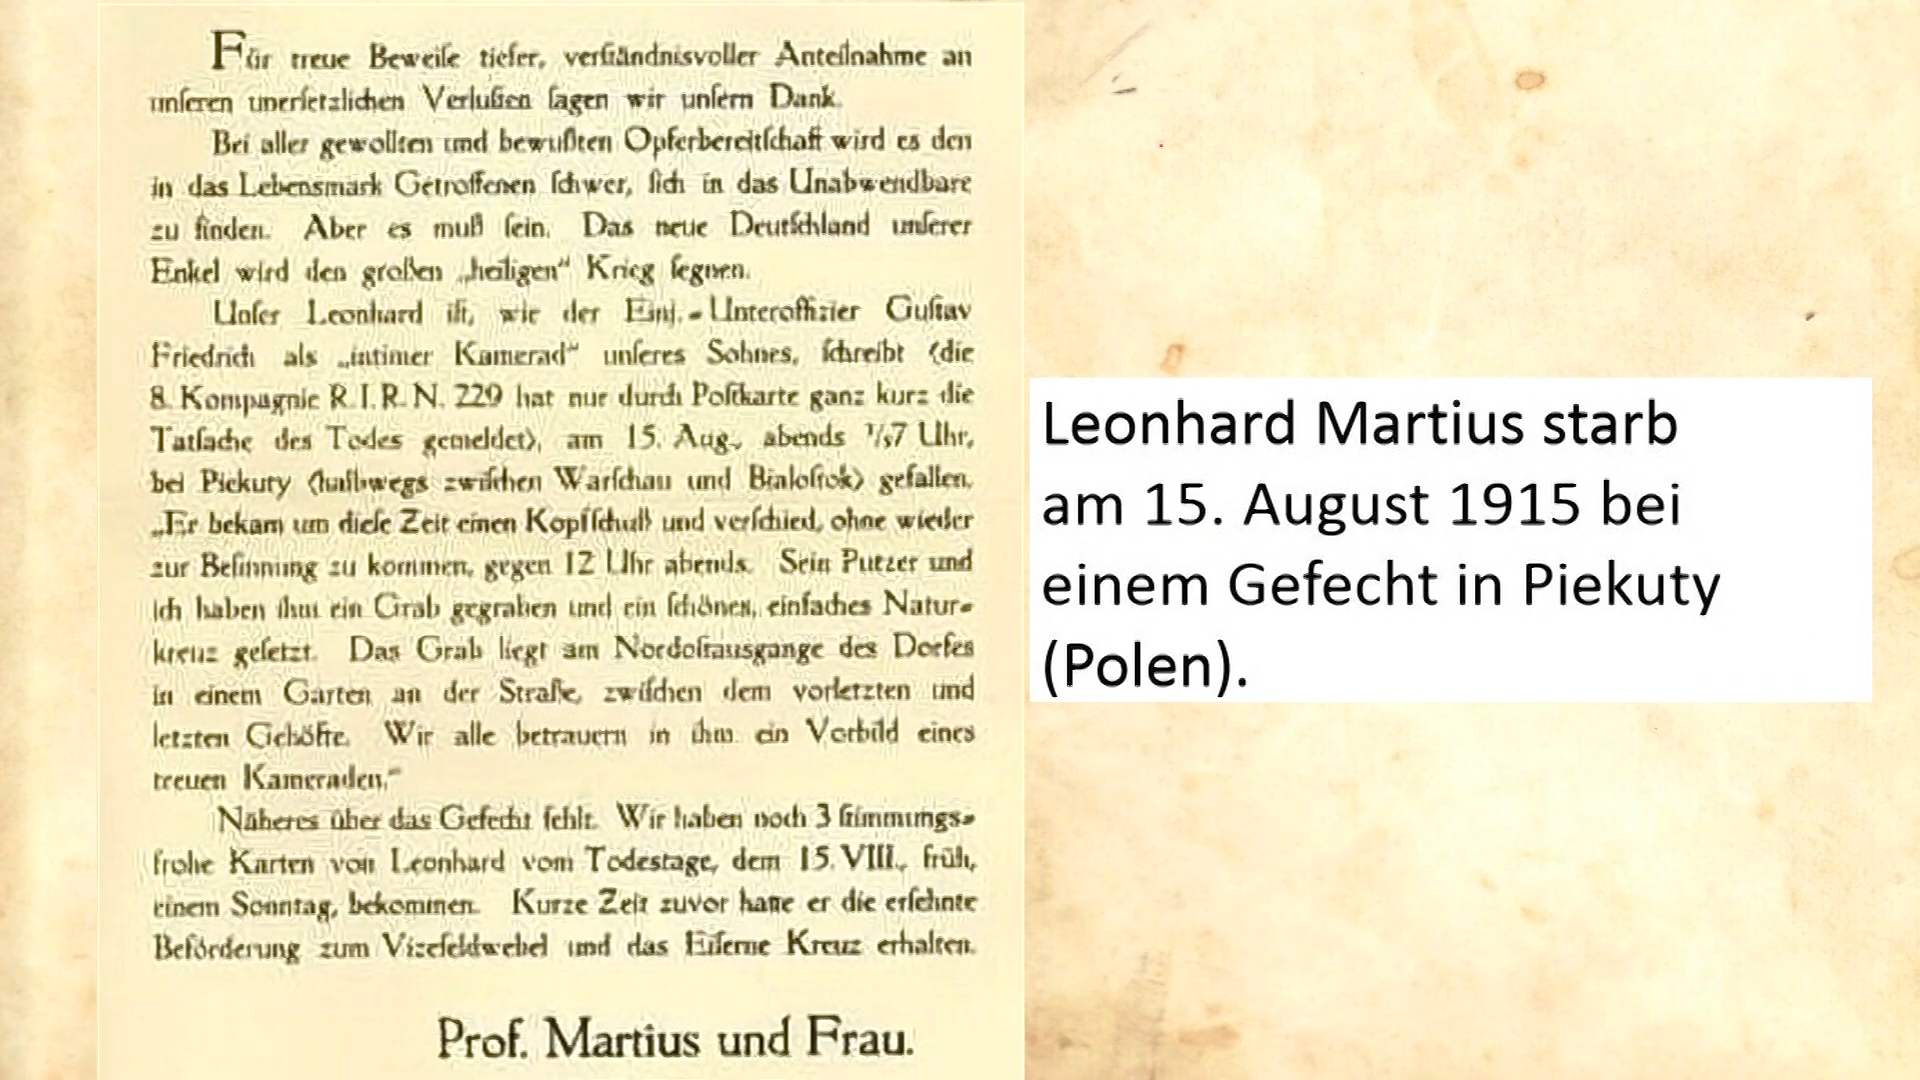 Für treue Beweiſe tiefer, verſtändnisvoller Anteilnahme an
unſeren unerſetzlichen Verluſten ſagen wir unſern Dank.
Bei aller gewollten und bewußten Opferbereitſchaft wird es den
in das Lebensmark Getroffenen ſchwer, ſich in das Unabwendbare
zu finden. Aber es muß ſein. Das neue Deutſchland unſerer
Enkel wird den großen „heiligen“ Krieg ſegnen.
Unſer Leonhard iſt, wie der Einj.-Unteroffizier Guſtav
Friedrich als „intimer Kamerad“ unſeres Sohnes, ſchreibt (die
8. Kompagnie R. I. R. N. 229 hat nur durch Poſtkarte ganz kurz die
Tatſache des Todes gemeldet), am 15. Aug., abends ½7 Uhr,
bei Piekuty (halbwegs zwiſchen Warſchau und Bialoſtok) gefallen.
„Er bekam um dieſe Zeit einen Kopfſchuß und verſchied, ohne wieder
zur Beſinnung zu kommen, gegen 12 Uhr abends. Sein Putzer und
ich haben ihm ein Grab gegraben und ein ſchönes, einfaches Natur-
kreuz geſetzt. Das Grab liegt am Nordoſtausgange des Dorfes
in einem Garten an der Straße, zwiſchen dem vorletzten und
letzten Gehöfte. Wir alle betrauern in ihm ein Vorbild eines
treuen Kameraden.“
Näheres über das Gefecht fehlt. Wir haben noch 3 ſtimmungs-
frohe Karten von Leonhard vom Todestage, dem 15. VIII., früh,
einem Sonntag, bekommen. Kurze Zeit zuvor hatte er die erſehnte
Beförderung zum Vizefeldwebel und das Eiſerne Kreuz erhalten.
Prof. Martius und Frau.
Leonhard Martius starb
am 15. August 1915 bei
einem Gefecht in Piekuty
(Polen).